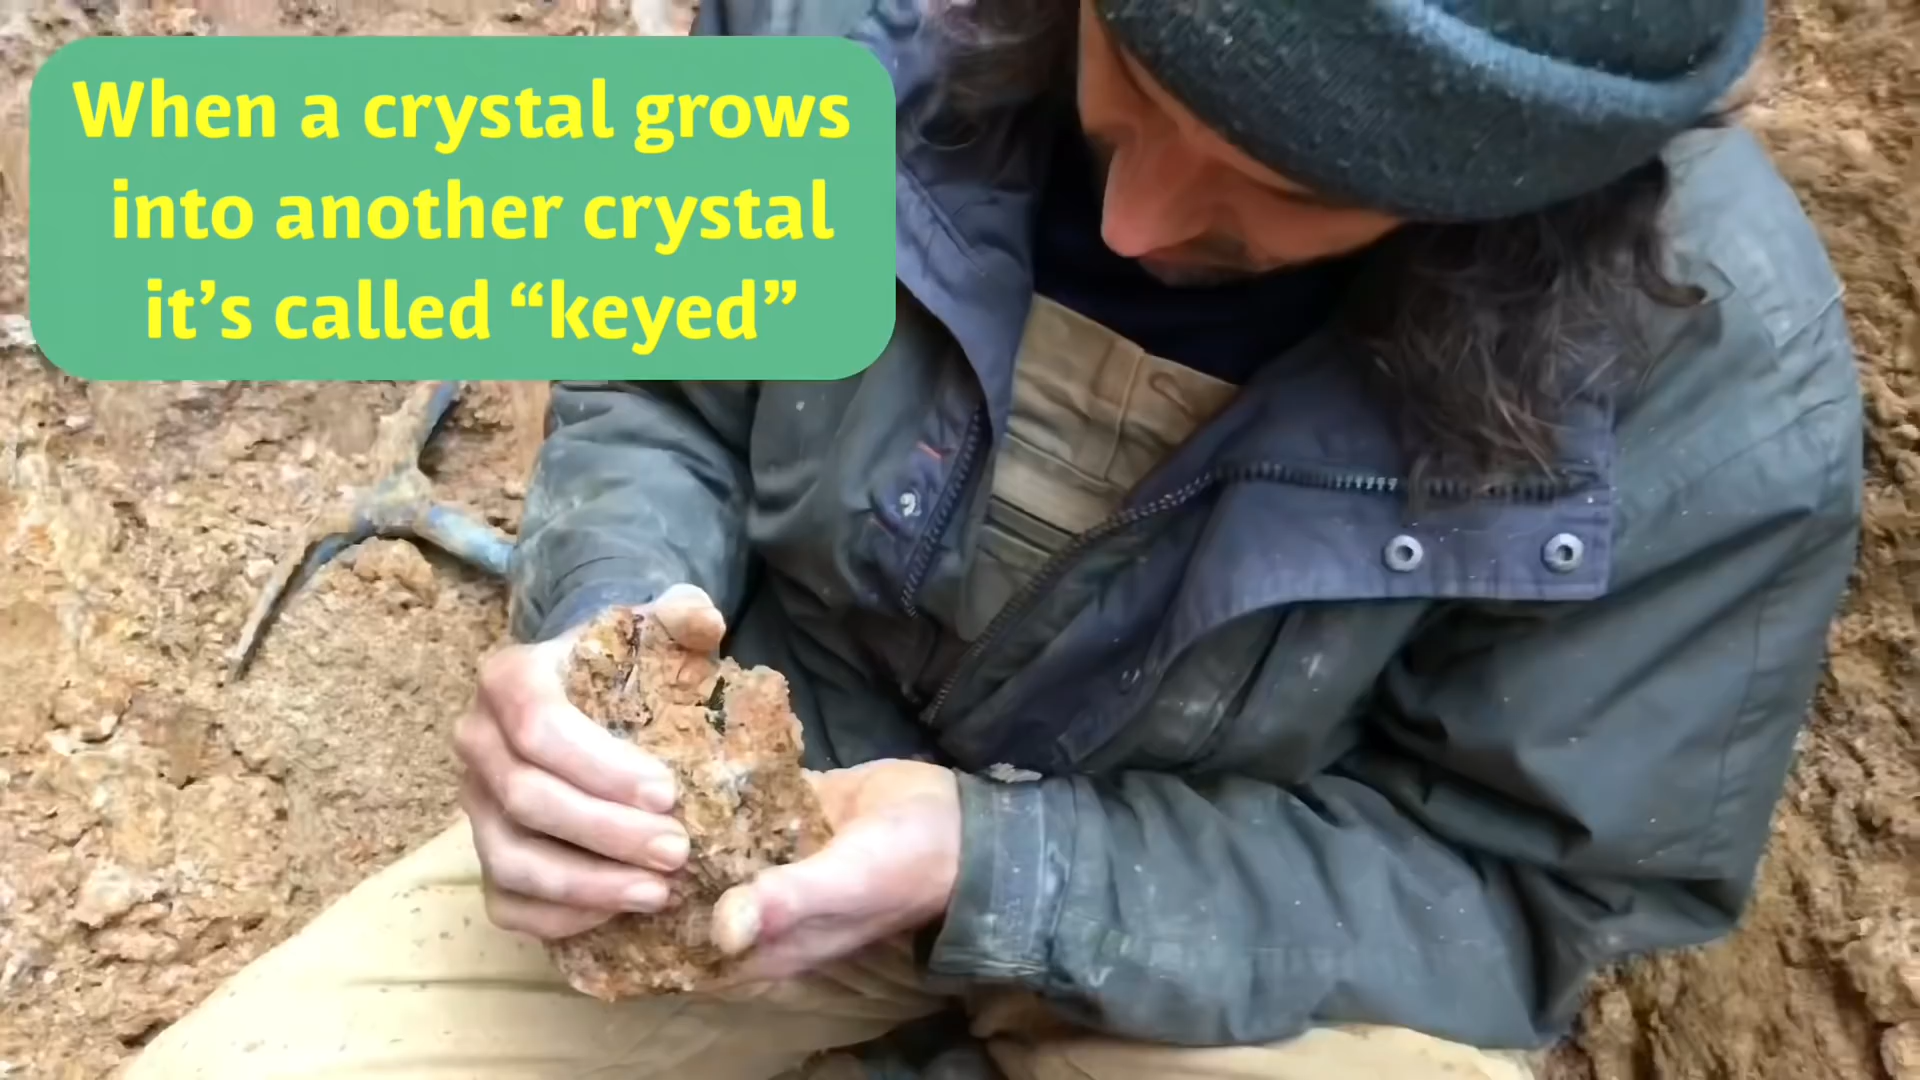 When a crystal grows
into another crystal
it’s called “keyed”